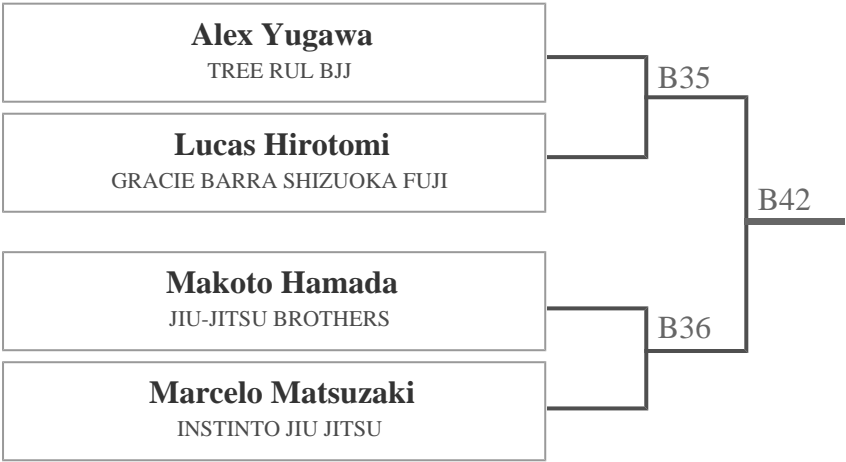 Alex Yugawa
TREE RUL BJJ
B35
Lucas Hirotomi
GRACIE BARRA SHIZUOKA FUJI
B42
Makoto Hamada
JIU-JITSU BROTHERS
B36
Marcelo Matsuzaki
INSTINTO JIU JITSU